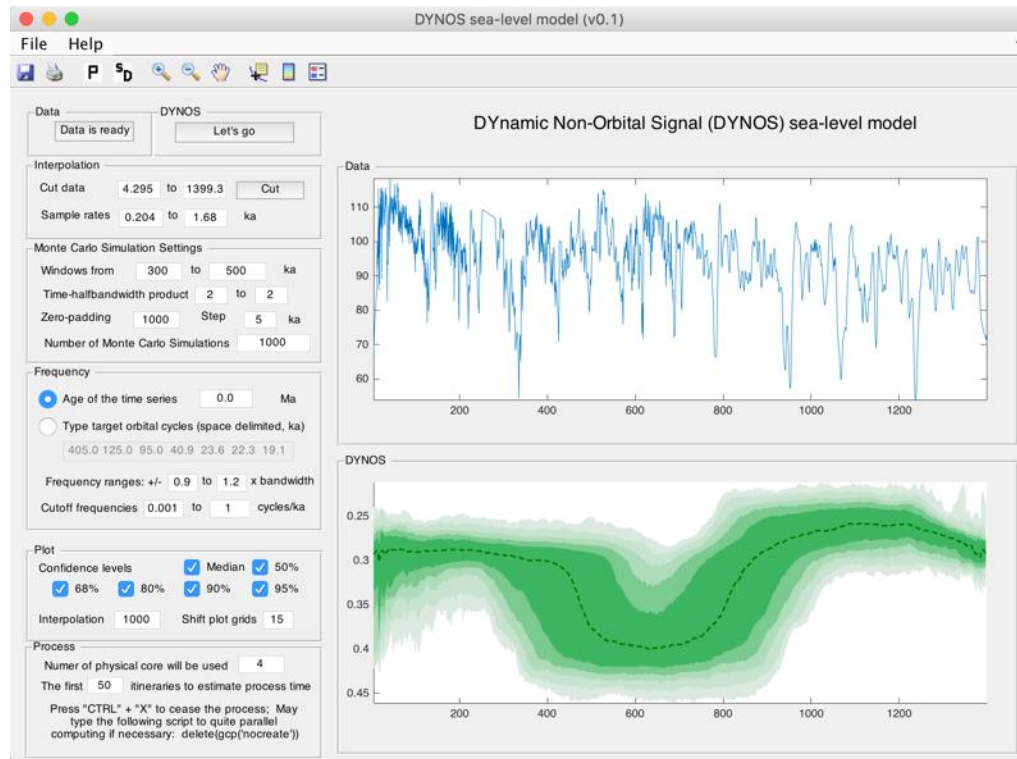 DYNOS sea-level model (v0.1)
File Help
P SD
Data DYNOS
Data is ready Let's go
Interpolation
Cut data 4.295 to 1399.3 Cut
Sample rates 0.204 to 1.68 ka
Monte Carlo Simulation Settings
Windows from 300 to 500 ka
Time-halfbandwidth product 2 to 2
Zero-padding 1000 Step 5 ka
Number of Monte Carlo Simulations 1000
Frequency
Age of the time series 0.0 Ma
Type target orbital cycles (space delimited, ka)
405.0 125.0 95.0 40.9 23.6 22.3 19.1
Frequency ranges: +/- 0.9 to 1.2 x bandwidth
Cutoff frequencies 0.001 to 1 cycles/ka
Plot
Confidence levels Median 50%
68% 80% 90% 95%
Interpolation 1000 Shift plot grids 15
Process
Numer of physical core will be used 4
The first 50 itineraries to estimate process time
Press "CTRL" + "X" to cease the process; May
type the following script to quite parallel
computing if necessary: delete(gcp('nocreate'))
DYnamic Non-Orbital Signal (DYNOS) sea-level model
Data
110
100
90
80
70
60
200 400 600 800 1000 1200
DYNOS
0.25
0.3
0.35
0.4
0.45
200 400 600 800 1000 1200